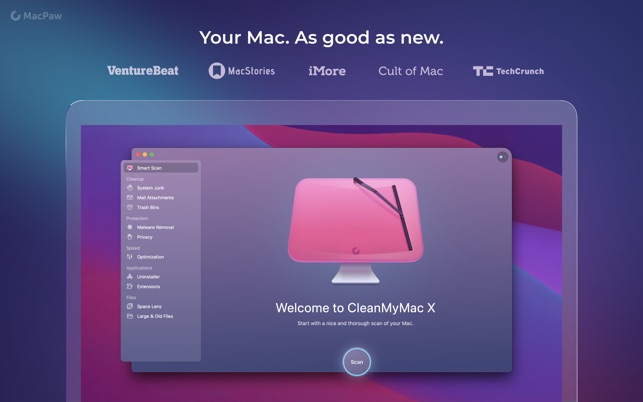 MacPaw
Your Mac. As good as new.
VentureBeat
MacStories
iMore
Cult of Mac
TechCrunch
Smart Scan
Cleanup
System Junk
Mail Attachments
Trash Bins
Protection
Malware Removal
Privacy
Speed
Optimization
Applications
Uninstaller
Extensions
Files
Space Lens
Large & Old Files
Welcome to CleanMyMac X
Start with a nice and thorough scan of your Mac.
Scan